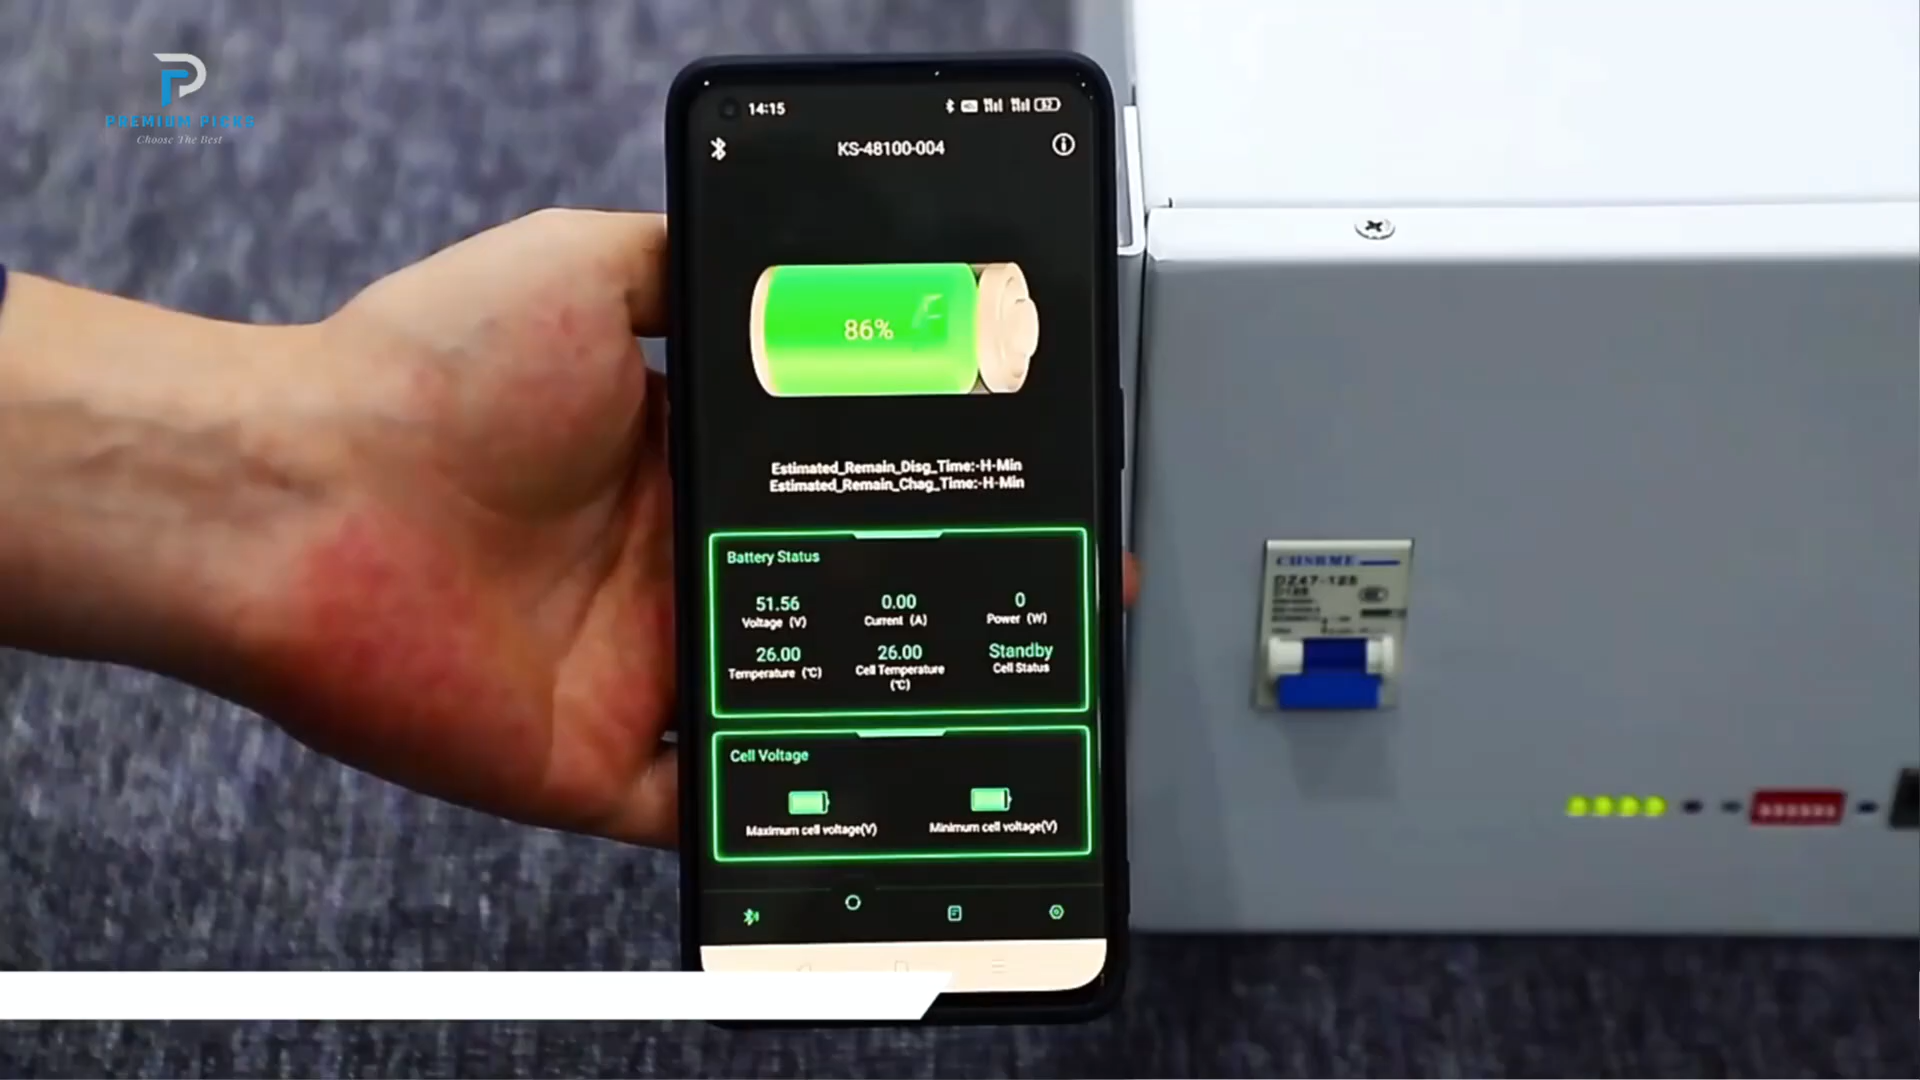 PREMIUM PICKS
Choose The Best
14:15
52
KS-48100-004
86%
Estimated_Remain_Disg_Time:-H-Min
Estimated_Remain_Chag_Time:-H-Min
Battery Status
51.56
0.00
0
Voltage (V)
Current (A)
Power (W)
26.00
26.00
Standby
Temperature (℃)
Cell Temperature
(℃)
Cell Status
Cell Voltage
Maximum cell voltage(V)
Minimum cell voltage(V)
DZ47-125